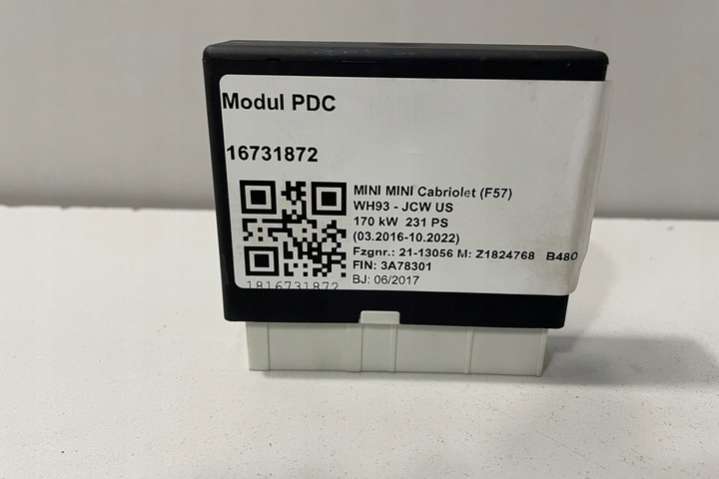 Modul PDC
16731872
MINI MINI Cabriolet (F57)
WH93 - JCW US
170 kW 231 PS
(03.2016-10.2022)
Fzgnr.: 21-13056 M: Z1824768 B480
FIN: 3A78301
BJ: 06/2017
1816731872